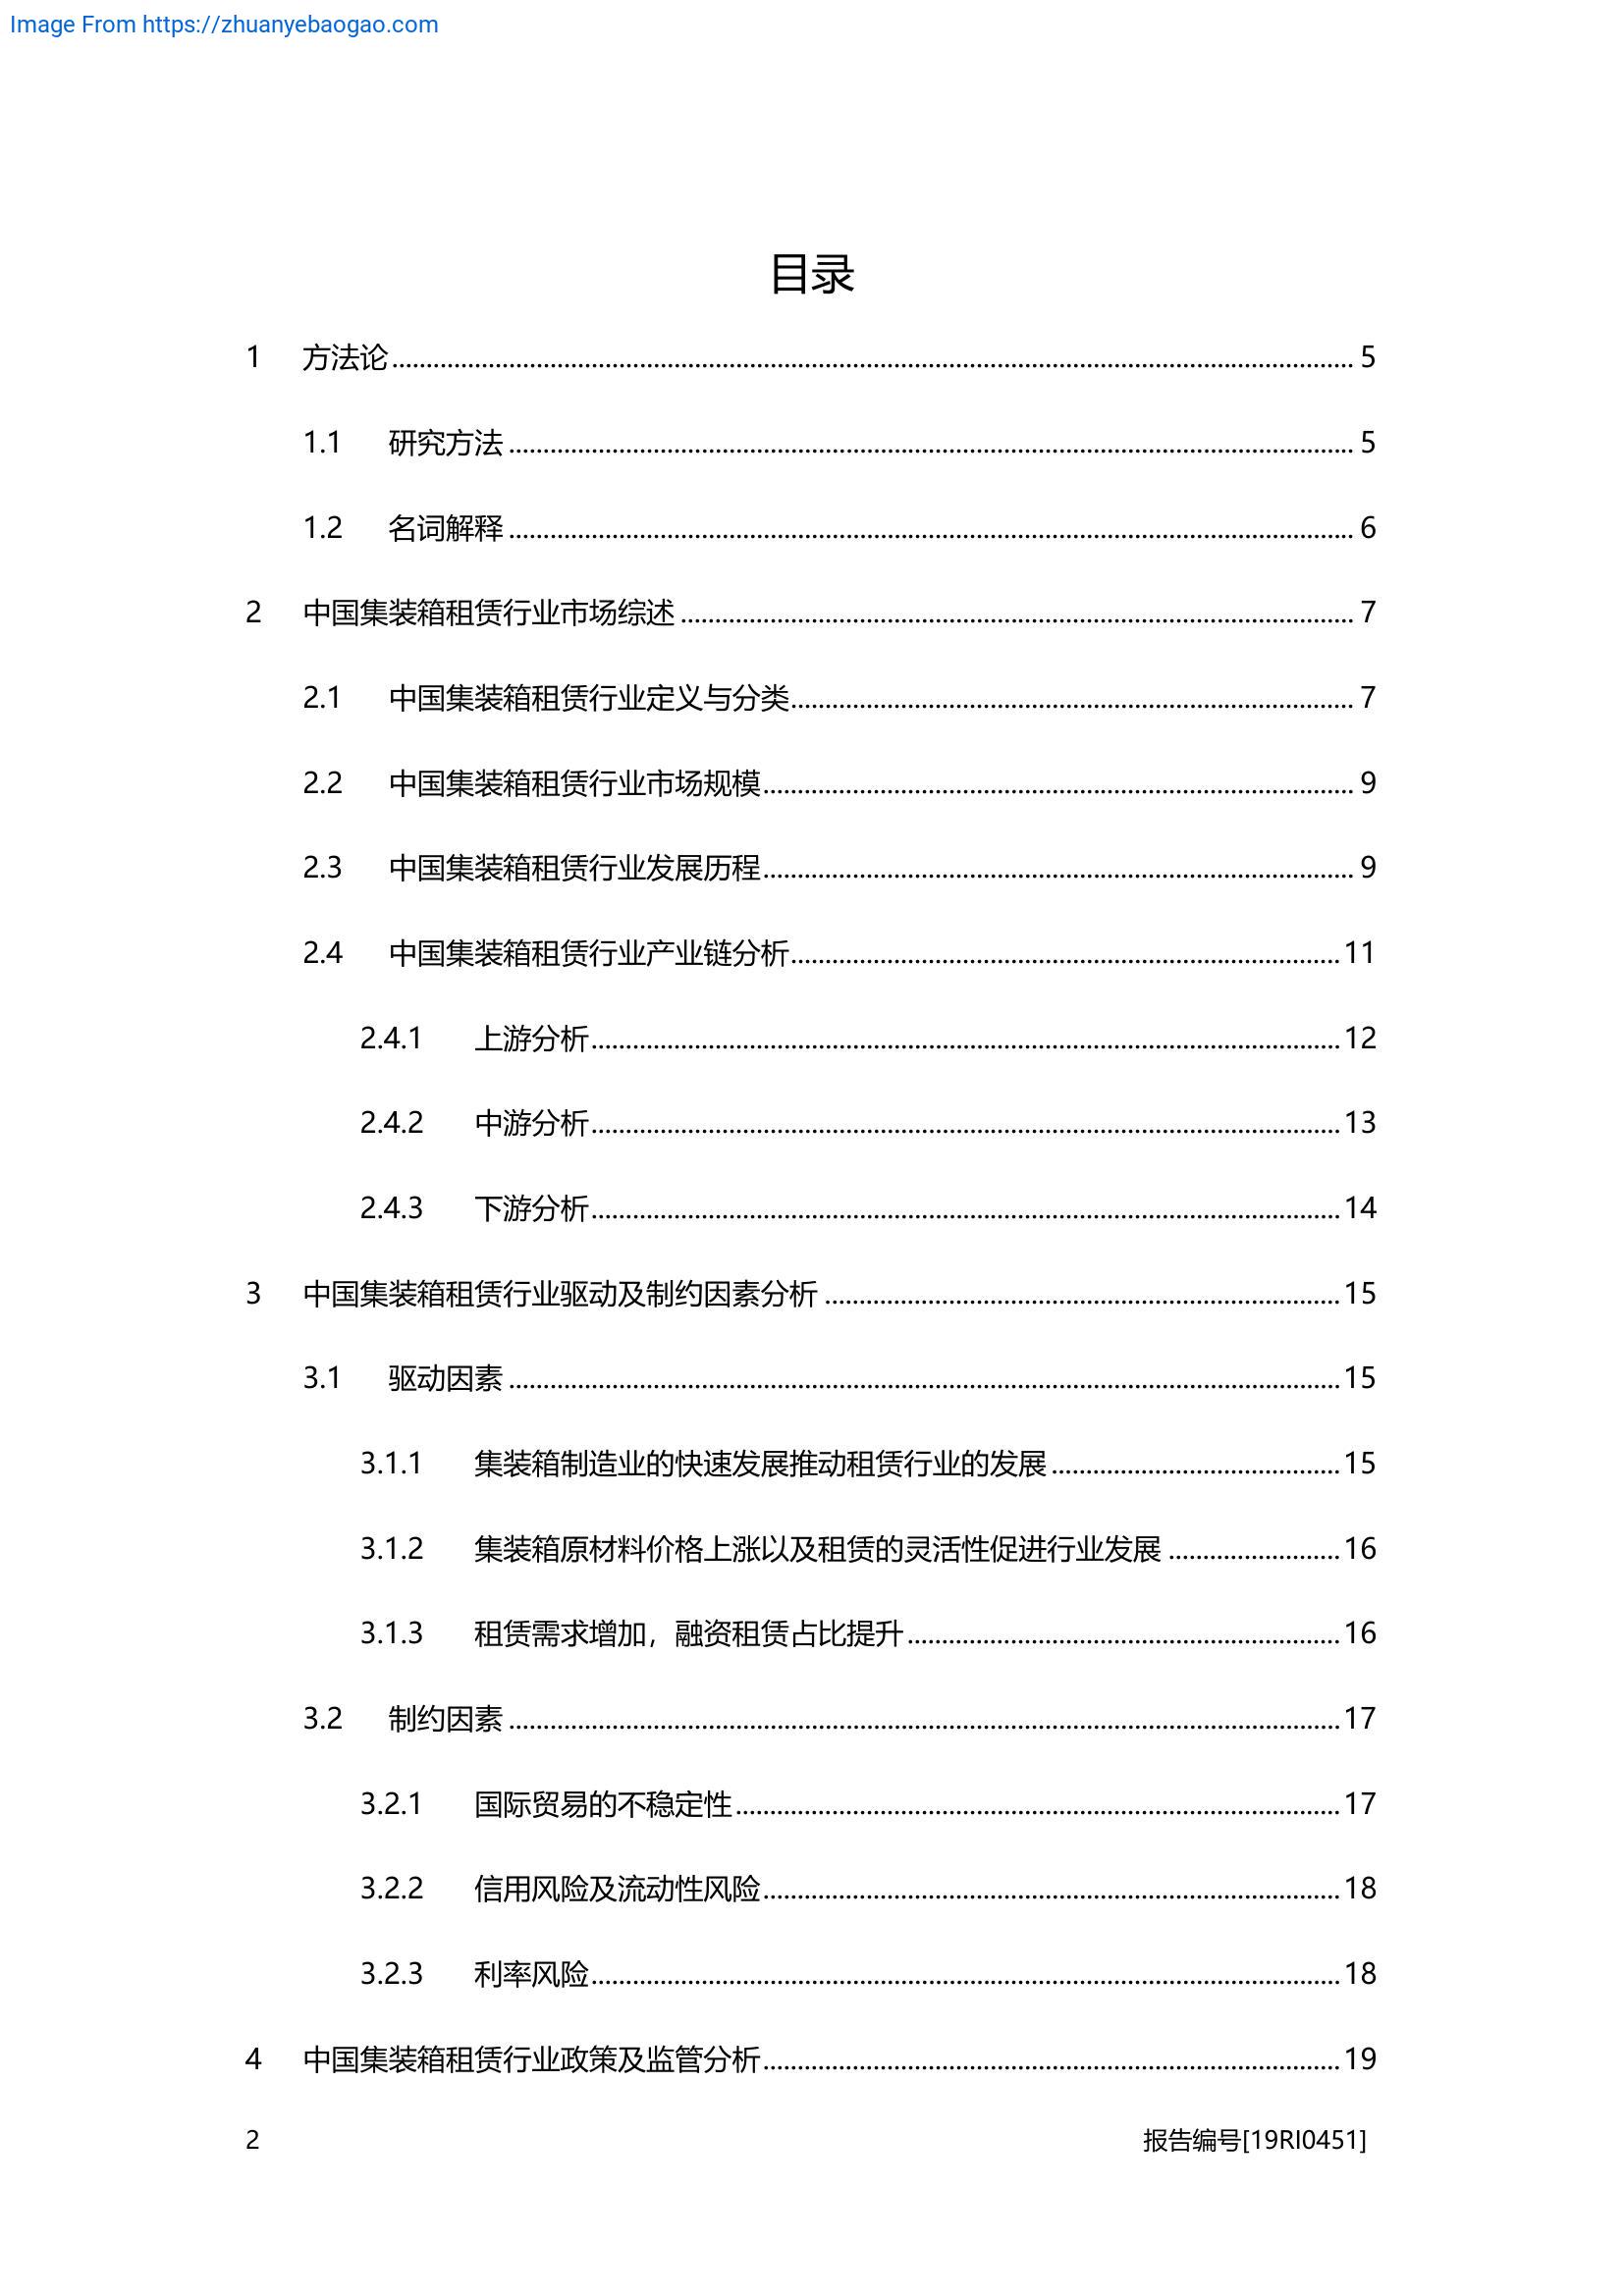 Image From https://zhuanyebaogao.com
目录
1 方法论 5
1.1 研究方法 5
1.2 名词解释 6
2 中国集装箱租赁行业市场综述 7
2.1 中国集装箱租赁行业定义与分类 7
2.2 中国集装箱租赁行业市场规模 9
2.3 中国集装箱租赁行业发展历程 9
2.4 中国集装箱租赁行业产业链分析 11
2.4.1 上游分析 12
2.4.2 中游分析 13
2.4.3 下游分析 14
3 中国集装箱租赁行业驱动及制约因素分析 15
3.1 驱动因素 15
3.1.1 集装箱制造业的快速发展推动租赁行业的发展 15
3.1.2 集装箱原材料价格上涨以及租赁的灵活性促进行业发展 16
3.1.3 租赁需求增加，融资租赁占比提升 16
3.2 制约因素 17
3.2.1 国际贸易的不稳定性 17
3.2.2 信用风险及流动性风险 18
3.2.3 利率风险 18
4 中国集装箱租赁行业政策及监管分析 19
2 报告编号[19RI0451]